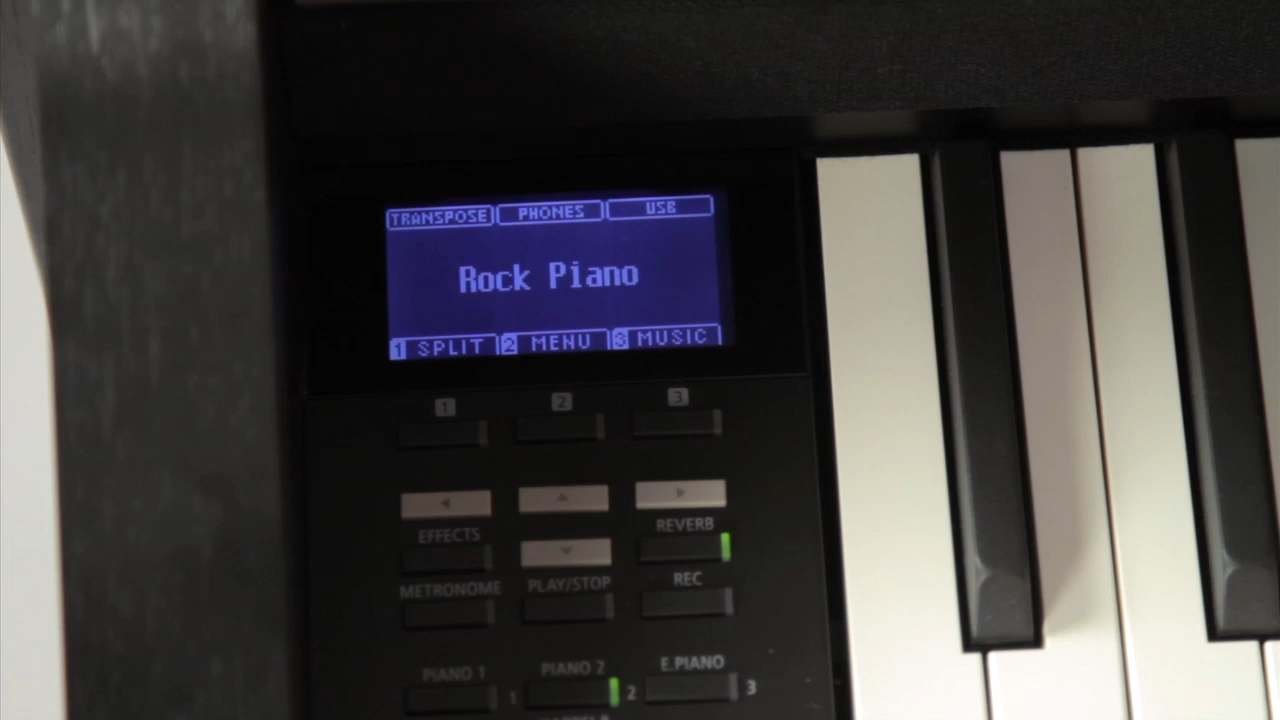 TRANSPOSE PHONES USB
Rock Piano
1 SPLIT 2 MENU 3 MUSIC
1 2 3
EFFECTS REVERB
METRONOME PLAY/STOP REC
PIANO 1 PIANO 2 E.PIANO
1 2 3